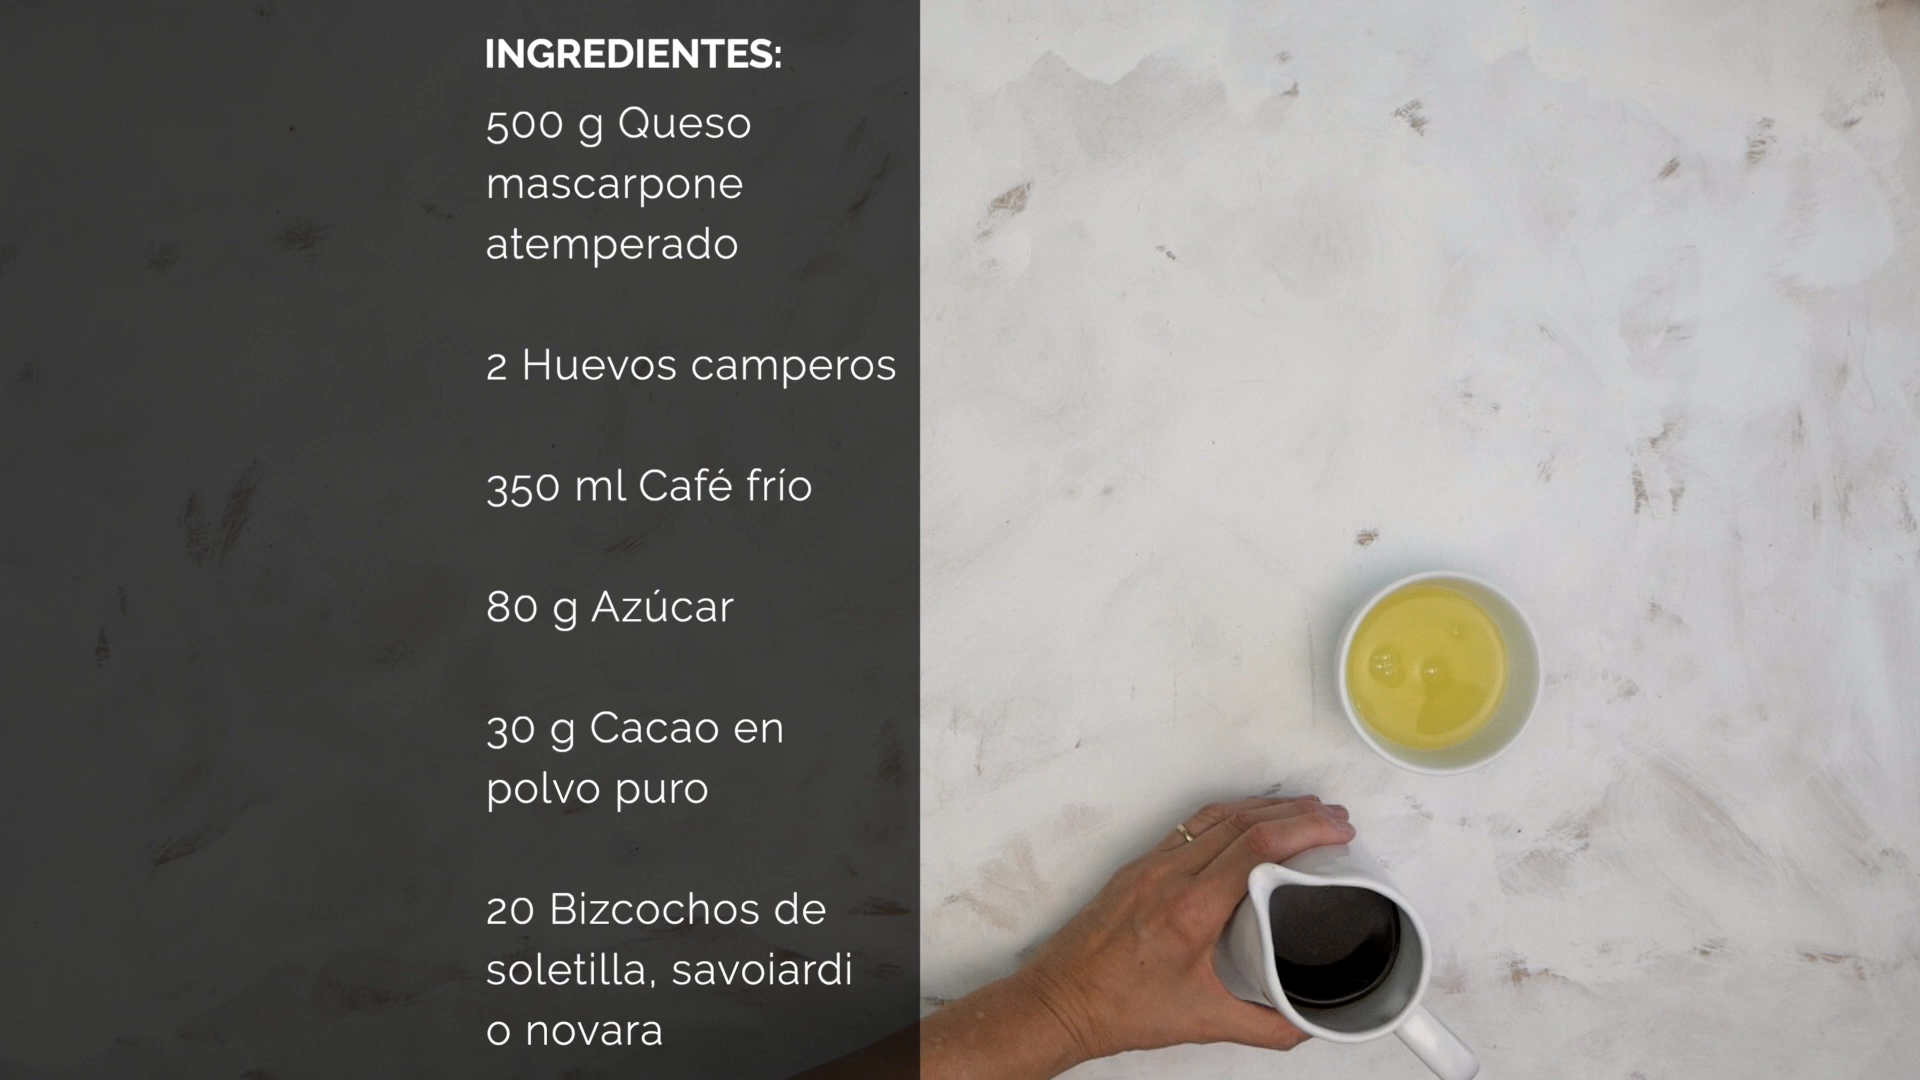 INGREDIENTES:
500 g Queso
mascarpone
atemperado
2 Huevos camperos
350 ml Café frío
80 g Azúcar
30 g Cacao en
polvo puro
20 Bizcochos de
soletilla, savoiardi
o novara